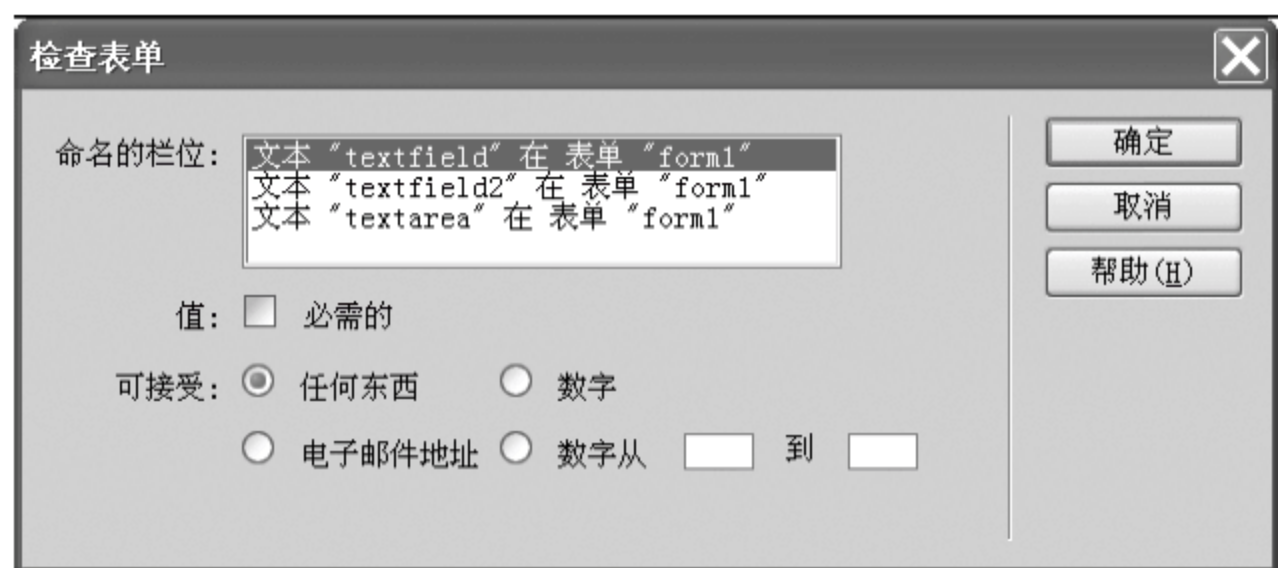 检查表单
命名的栏位:
文本 "textfield" 在 表单 "form1"
文本 "textfield2" 在 表单 "form1"
文本 "textarea" 在 表单 "form1"
值: 必需的
可接受: 任何东西 数字
电子邮件地址 数字从 到
确定
取消
帮助(H)